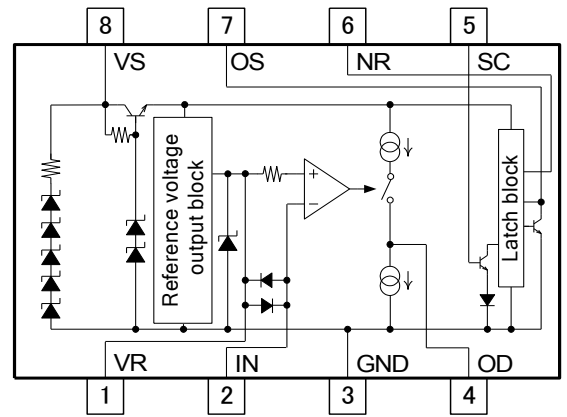 8 7 6 5
VS OS NR SC
Reference voltage
output block
+
−
Latch block
VR IN GND OD
1 2 3 4